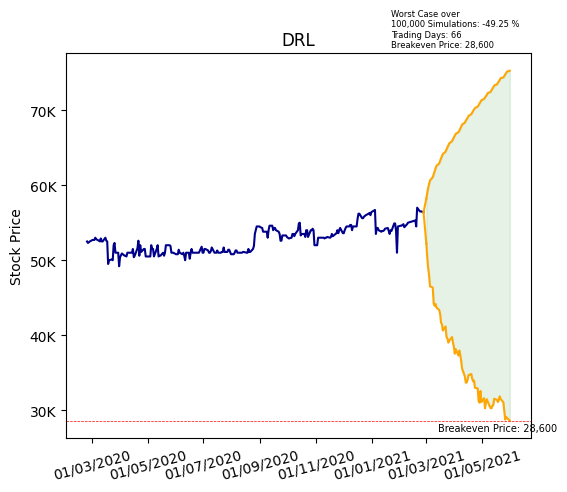 Worst Case over
100,000 Simulations: -49.25 %
Trading Days: 66
Breakeven Price: 28,600
DRL
Stock Price
70K
60K
50K
40K
30K
Breakeven Price: 28,600
01/03/2020
01/05/2020
01/07/2020
01/09/2020
01/11/2020
01/01/2021
01/03/2021
01/05/2021